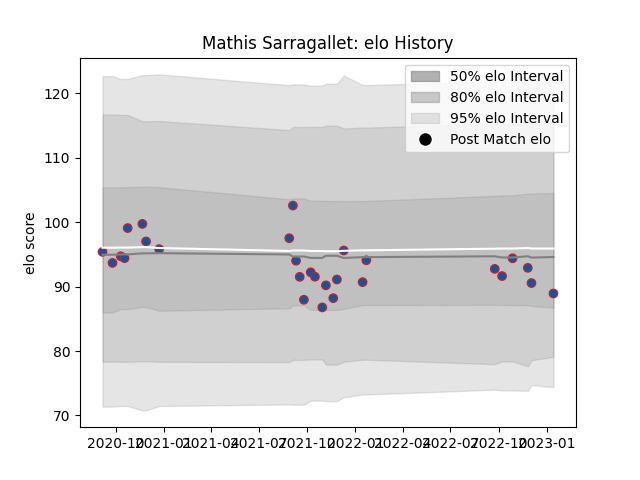 Mathis Sarragallet: elo History
50% elo Interval
80% elo Interval
95% elo Interval
Post Match elo
elo score
120
110
100
90
80
70
2020-10 2021-01 2021-04 2021-07 2021-10 2022-01 2022-04 2022-07 2022-10 2023-01